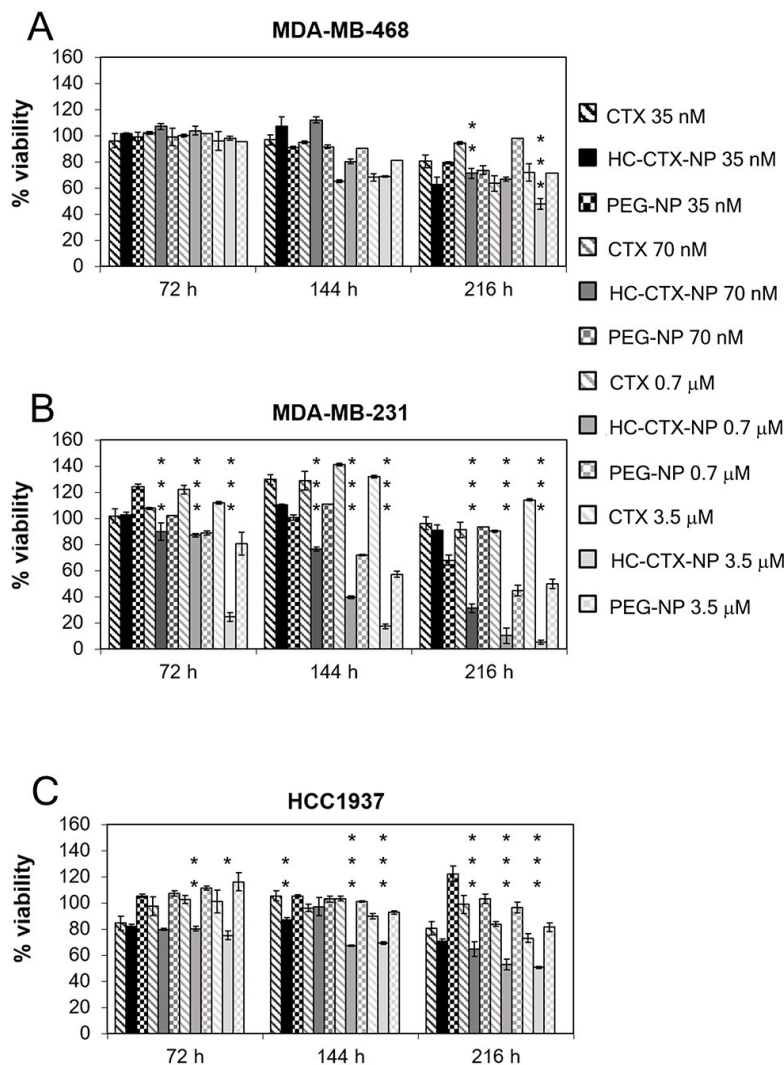 A
MDA-MB-468
% viability
160
140
120
100
80
60
40
20
0
* *
* * *
72 h
144 h
216 h
CTX 35 nM
HC-CTX-NP 35 nM
PEG-NP 35 nM
CTX 70 nM
HC-CTX-NP 70 nM
PEG-NP 70 nM
CTX 0.7 μM
HC-CTX-NP 0.7 μM
PEG-NP 0.7 μM
CTX 3.5 μM
HC-CTX-NP 3.5 μM
PEG-NP 3.5 μM
B
MDA-MB-231
% viability
160
140
120
100
80
60
40
20
0
* * *
* * *
* * *
* * *
* * *
* * *
* * *
* * *
* * *
72 h
144 h
216 h
C
HCC1937
% viability
160
140
120
100
80
60
40
20
0
* *
*
* *
* * *
* * *
* * *
* * *
* * *
72 h
144 h
216 h